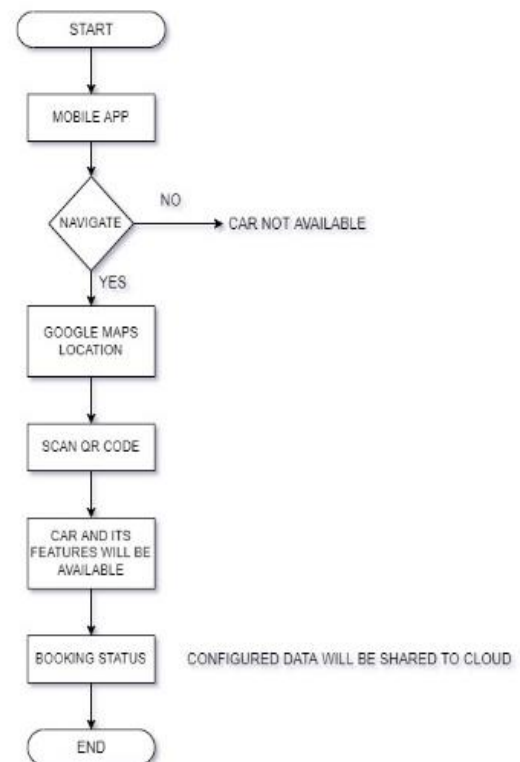 START
MOBILE APP
NO
NAVIGATE
CAR NOT AVAILABLE
YES
GOOGLE MAPS
LOCATION
SCAN QR CODE
CAR AND ITS
FEATURES WILL BE
AVAILABLE
BOOKING STATUS
CONFIGURED DATA WILL BE SHARED TO CLOUD
END